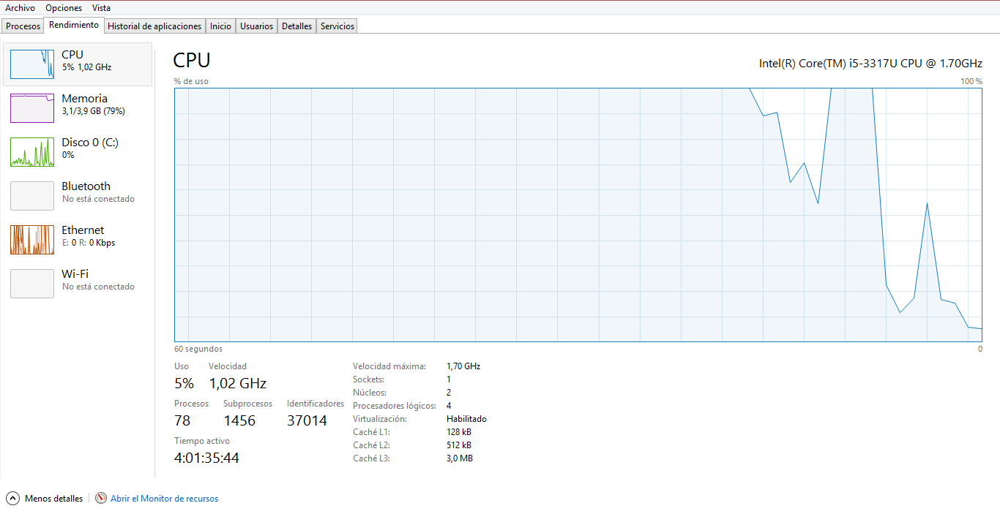 Archivo Opciones Vista
Procesos Rendimiento Historial de aplicaciones Inicio Usuarios Detalles Servicios
CPU
5% 1,02 GHz
Memoria
3,1/3,9 GB (79%)
Disco 0 (C:)
0%
Bluetooth
No está conectado
Ethernet
E: 0 R: 0 Kbps
Wi-Fi
No está conectado
CPU
Intel(R) Core(TM) i5-3317U CPU @ 1.70GHz
% de uso 100 %
60 segundos 0
Uso Velocidad
5% 1,02 GHz
Procesos Subprocesos Identificadores
78 1456 37014
Tiempo activo
4:01:35:44
Velocidad máxima: 1,70 GHz
Sockets: 1
Núcleos: 2
Procesadores lógicos: 4
Virtualización: Habilitado
Caché L1: 128 kB
Caché L2: 512 kB
Caché L3: 3,0 MB
Menos detalles Abrir el Monitor de recursos